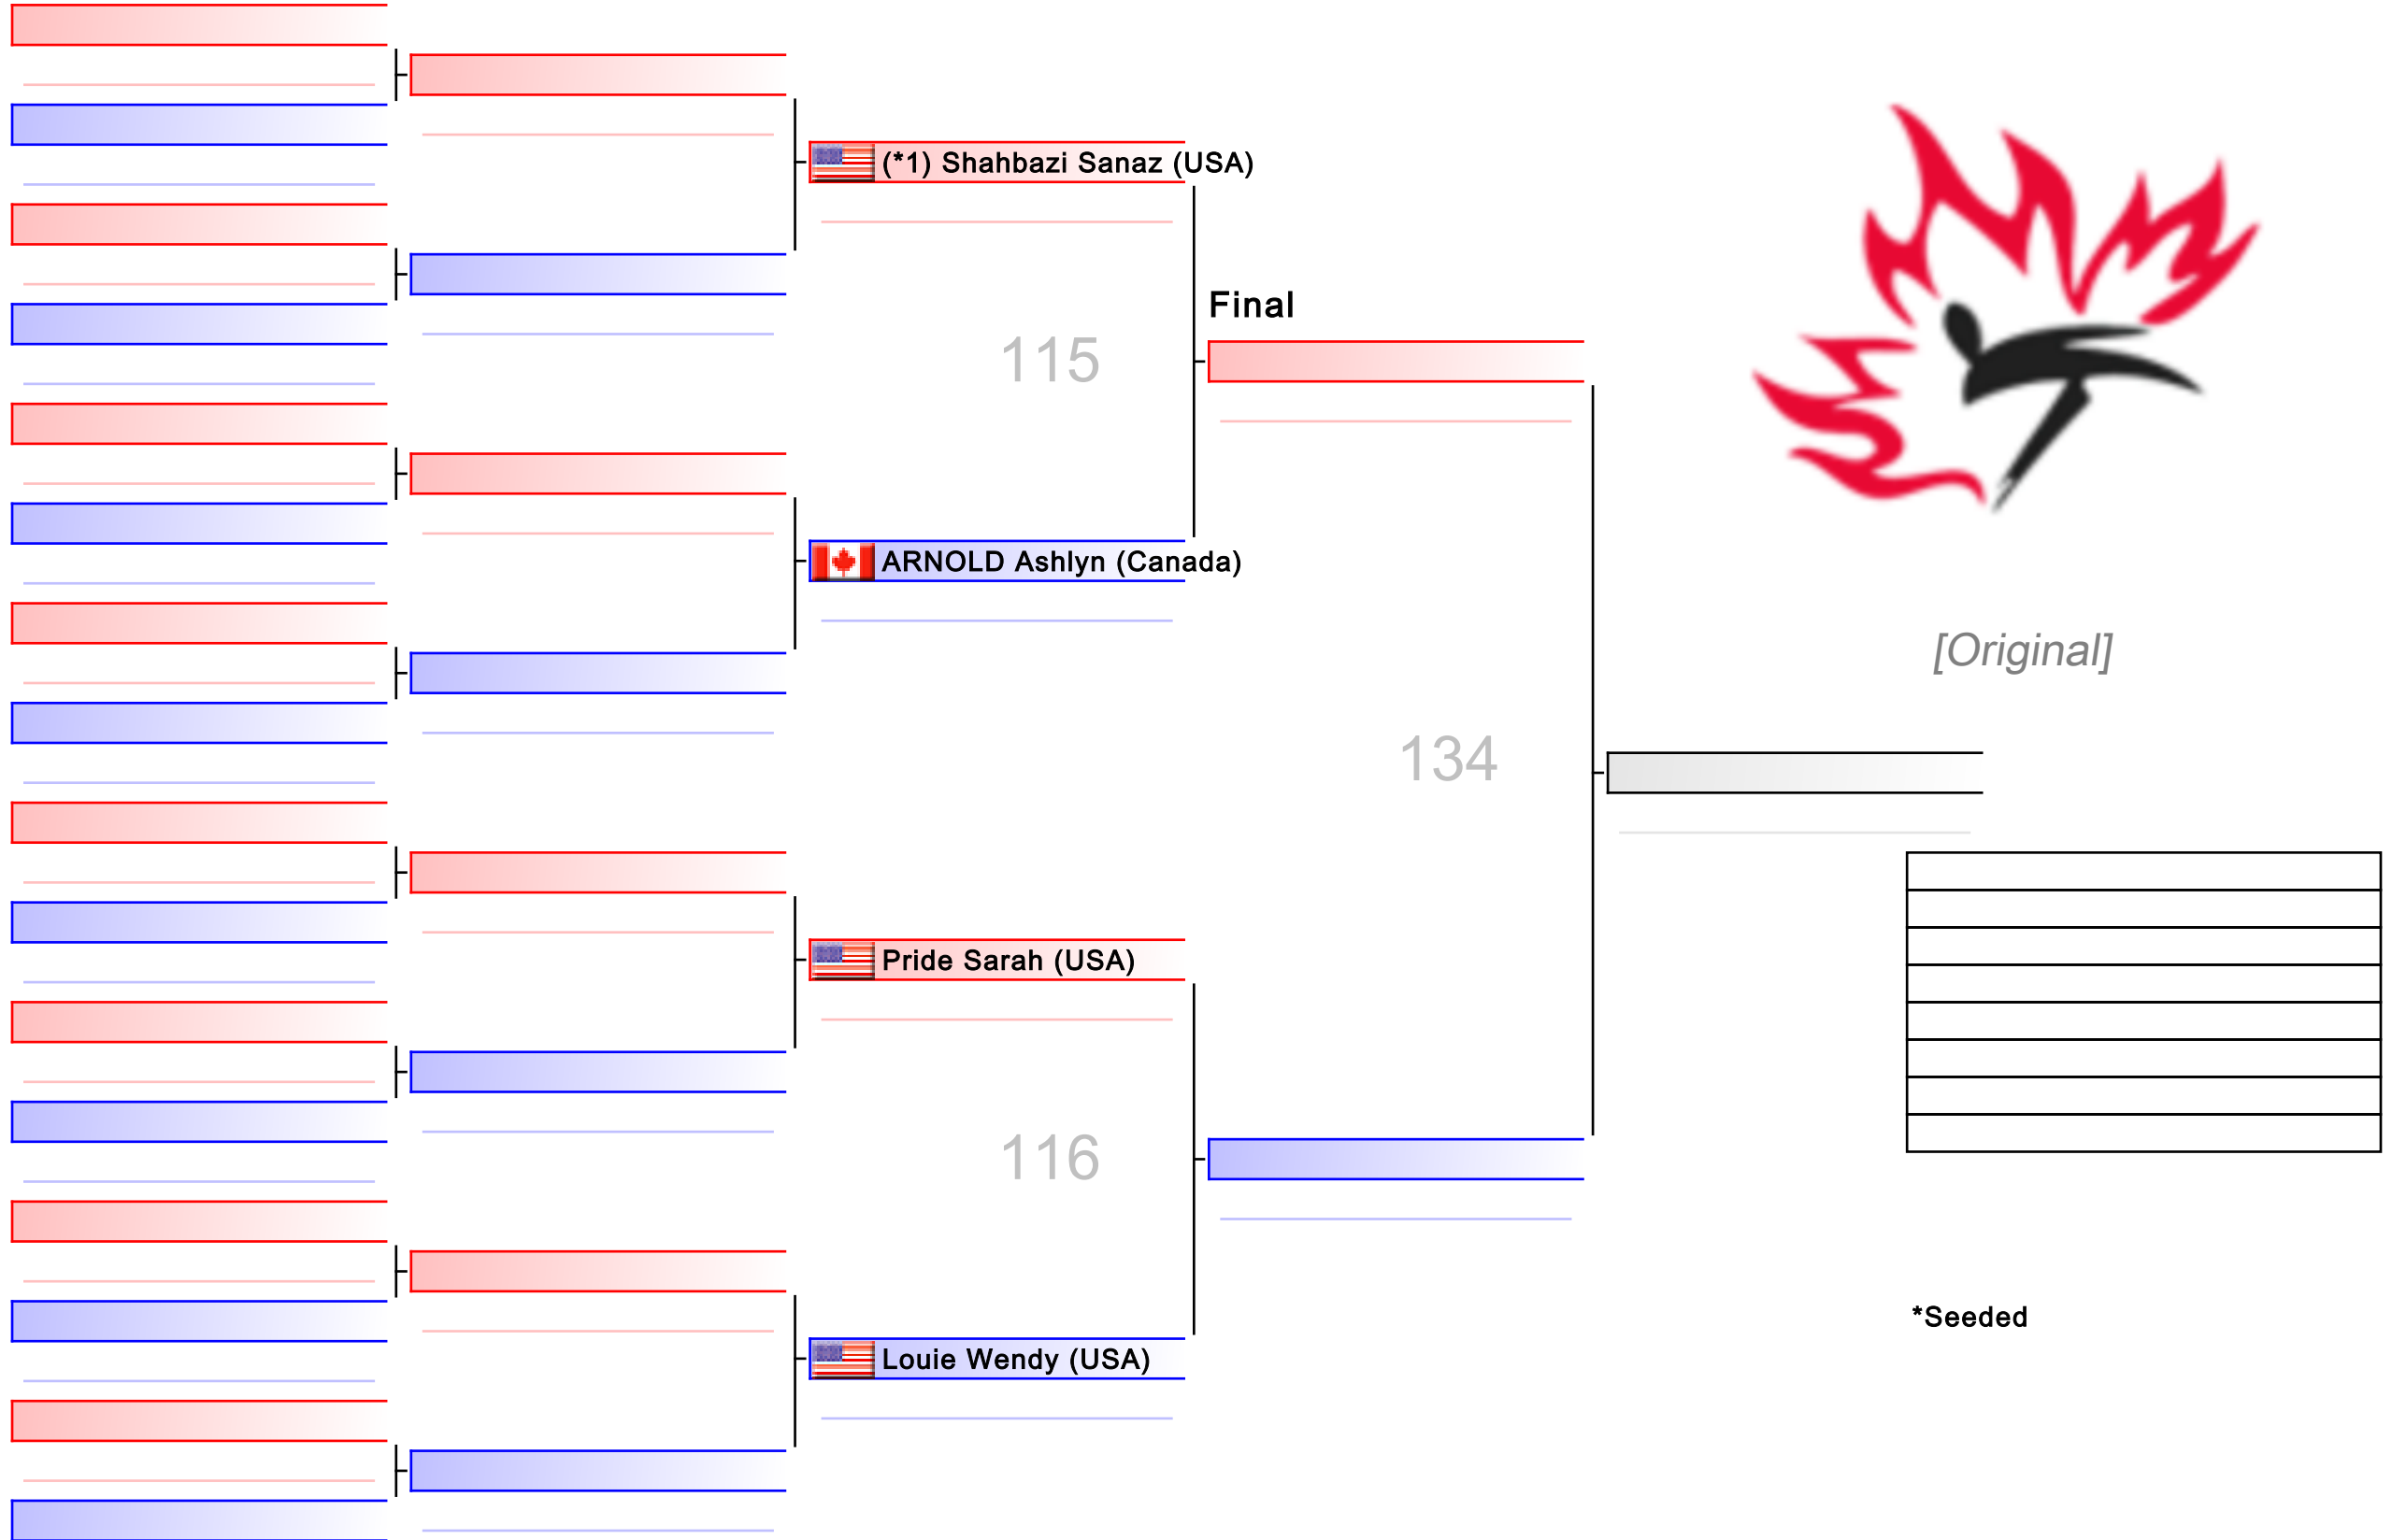 (*1) Shahbazi Sanaz (USA)
Final
115
ARNOLD Ashlyn (Canada)
[Original]
134
Pride Sarah (USA)
116
*Seeded
Louie Wendy (USA)